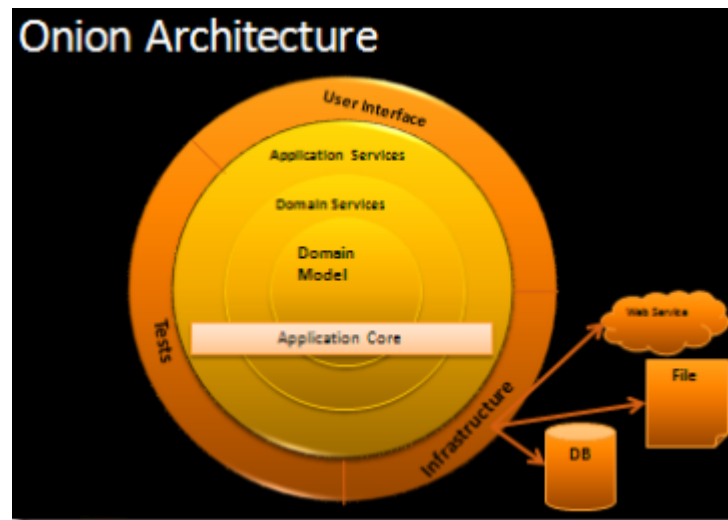 Onion Architecture
User Interface
Application Services
Domain Services
Domain
Model
Application Core
Tests
Infrastructure
Web Service
File
DB